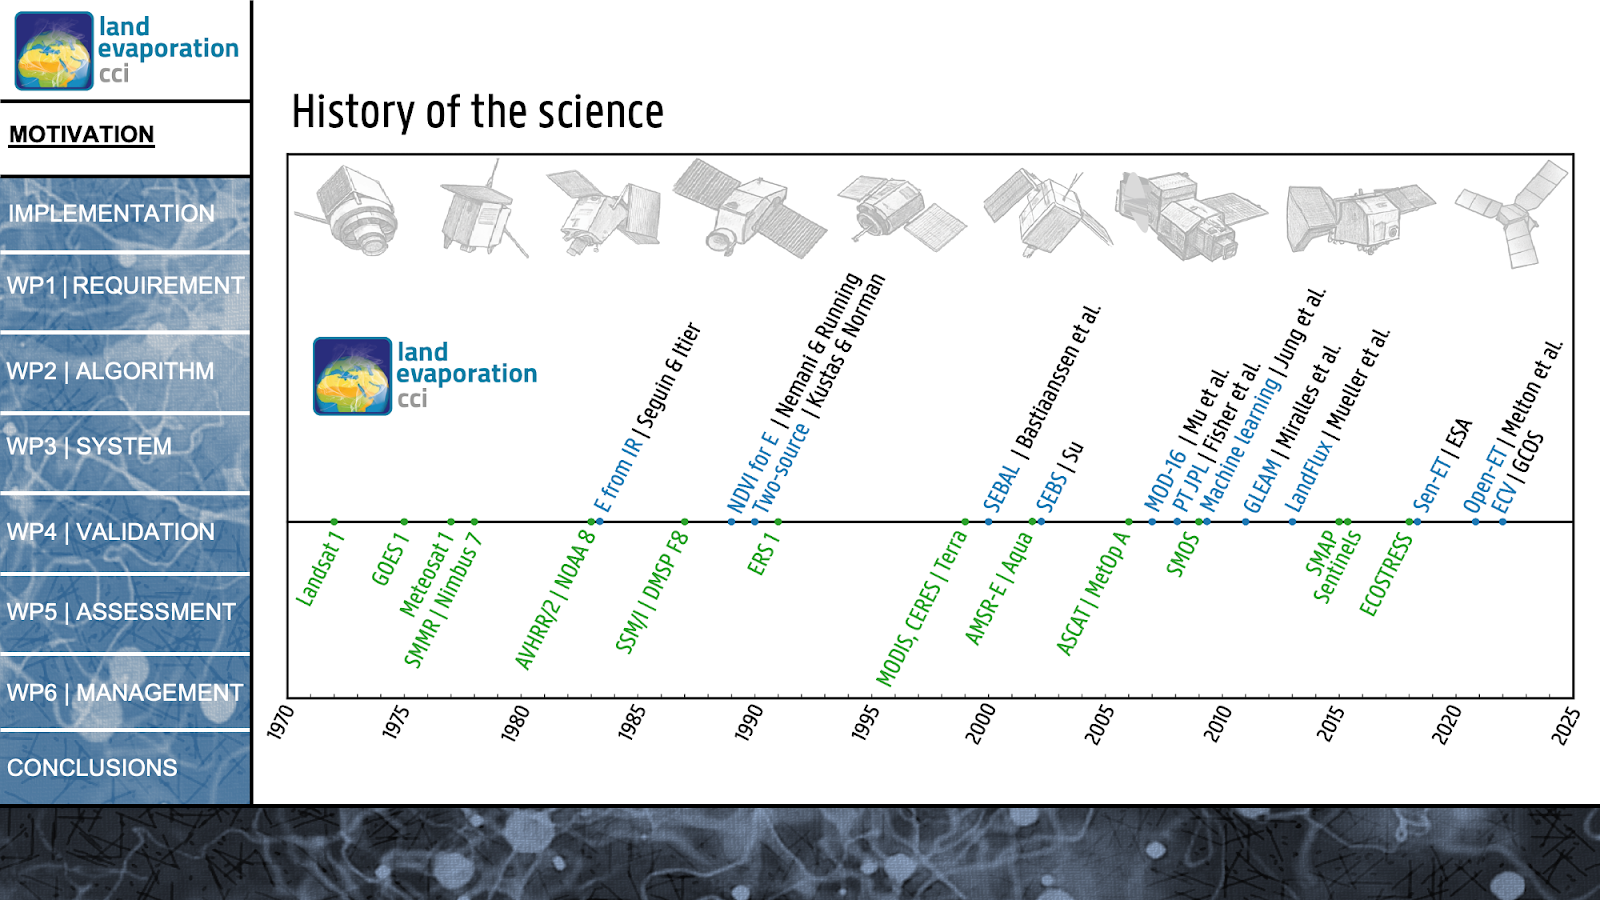 land
evaporation
cci
MOTIVATION
IMPLEMENTATION
WP1 | REQUIREMENT
WP2 | ALGORITHM
WP3 | SYSTEM
WP4 | VALIDATION
WP5 | ASSESSMENT
WP6 | MANAGEMENT
CONCLUSIONS
History of the science
land
evaporation
cci
E from IR | Seguin & Itier
NDVI for E | Nemani & Running
Two-source | Kustas & Norman
SEBAL | Bastiaanssen et al.
SEBS | Su
MOD-16 | Mu et al.
PT JPL | Fisher et al.
Machine learning | Jung et al.
GLEAM | Miralles et al.
LandFlux | Mueller et al.
Sen-ET | ESA
Open-ET | Melton et al.
ECV | GCOS
Landsat 1
GOES 1
Meteosat 1
SMMR | Nimbus 7
AVHRR/2 | NOAA 8
SSM/I | DMSP F8
ERS 1
MODIS, CERES | Terra
AMSR-E | Aqua
ASCAT | MetOp A
SMOS
SMAP
Sentinels
ECOSTRESS
1970
1975
1980
1985
1990
1995
2000
2005
2010
2015
2020
2025